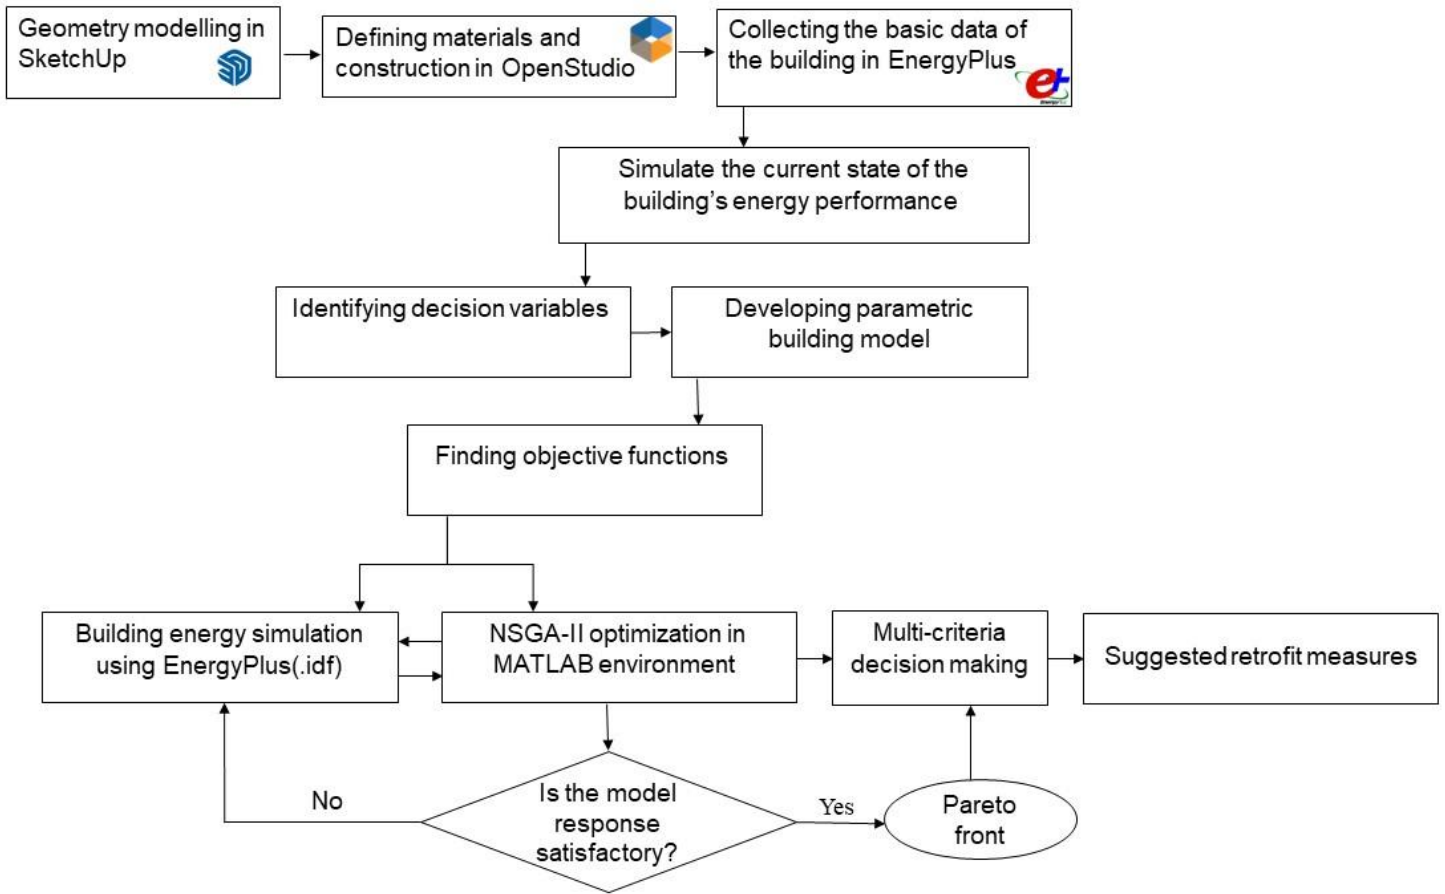 Geometry modelling in
SketchUp
Defining materials and
construction in OpenStudio
Collecting the basic data of
the building in EnergyPlus
e+
EnergyPlus
Simulate the current state of the
building’s energy performance
Identifying decision variables
Developing parametric
building model
Finding objective functions
Building energy simulation
using EnergyPlus(.idf)
NSGA-II optimization in
MATLAB environment
Multi-criteria
decision making
Suggested retrofit measures
Is the model
response
satisfactory?
No
Yes
Pareto
front